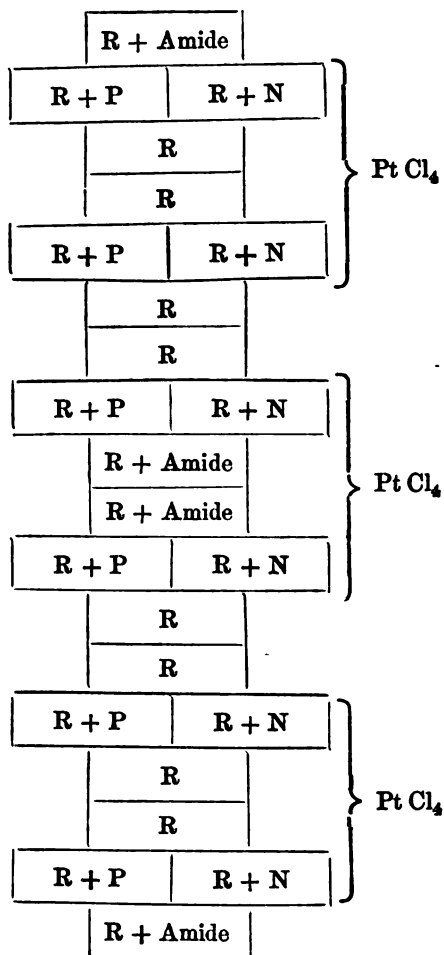 R + Amide
R + P R + N
R
Pt Cl₄
R
R + P R + N
R
R
R + P R + N
R + Amide
Pt Cl₄
R + Amide
R + P R + N
R
R
R + P R + N
R
Pt Cl₄
R
R + P R + N
R + Amide